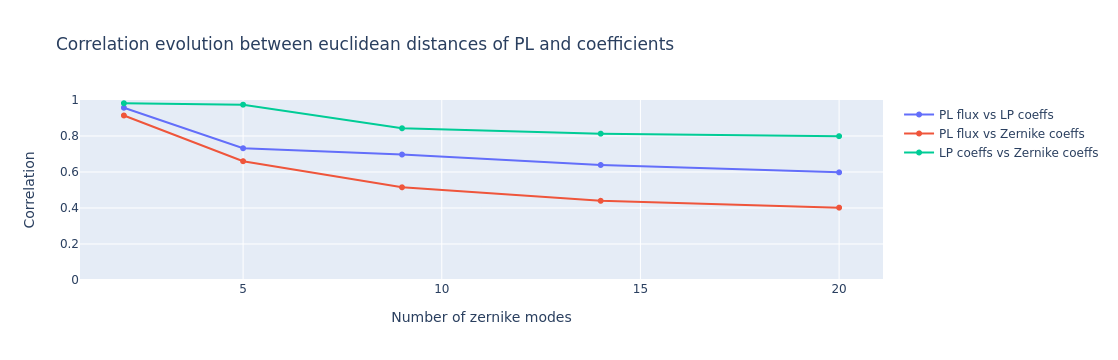 Correlation evolution between euclidean distances of PL and coefficients
Correlation
1
0.8
0.6
0.4
0.2
0
5
10
15
20
Number of zernike modes
PL flux vs LP coeffs
PL flux vs Zernike coeffs
LP coeffs vs Zernike coeffs